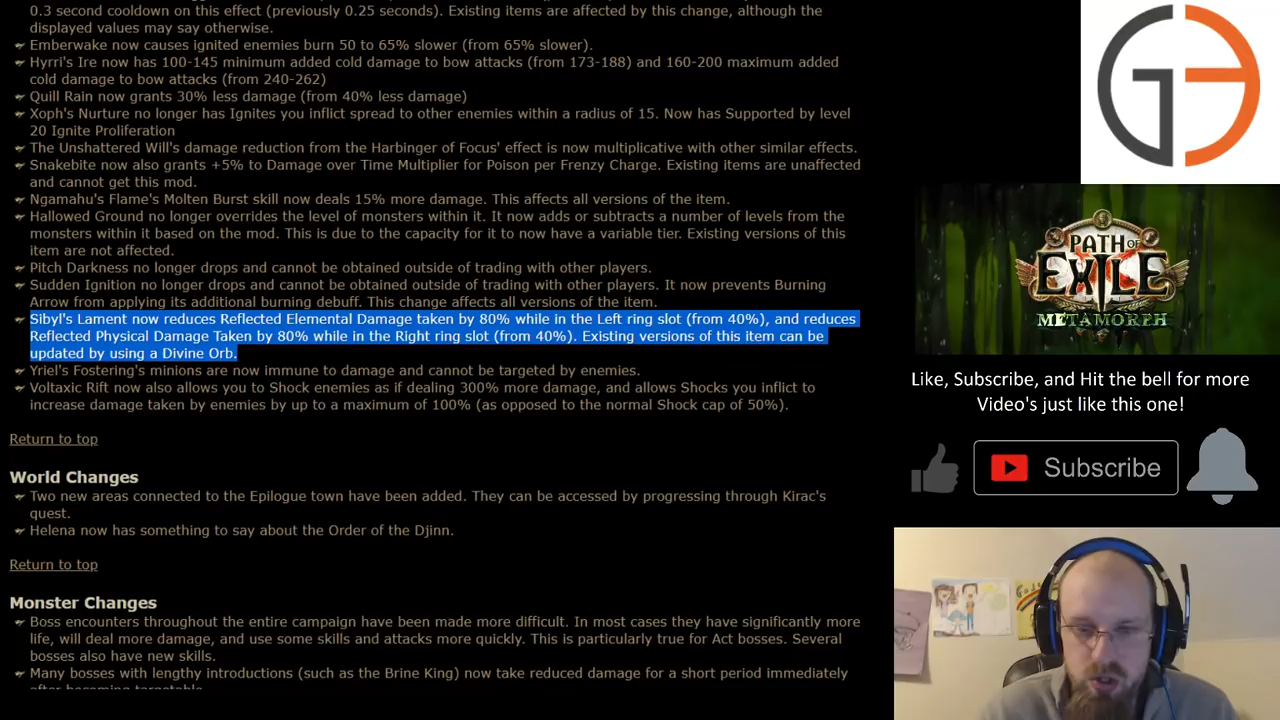 0.3 second cooldown on this effect (previously 0.25 seconds). Existing items are affected by this change, although the
displayed values may say otherwise.
Emberwake now causes ignited enemies burn 50 to 65% slower (from 65% slower).
Hyrri's Ire now has 100-145 minimum added cold damage to bow attacks (from 173-188) and 160-200 maximum added
cold damage to bow attacks (from 240-262)
Quill Rain now grants 30% less damage (from 40% less damage)
Xoph's Nurture no longer has Ignites you inflict spread to other enemies within a radius of 15. Now has Supported by level
20 Ignite Proliferation
The Unshattered Will's damage reduction from the Harbinger of Focus' effect is now multiplicative with other similar effects.
Snakebite now also grants +5% to Damage over Time Multiplier for Poison per Frenzy Charge. Existing items are unaffected
and cannot get this mod.
Ngamahu's Flame's Molten Burst skill now deals 15% more damage. This affects all versions of the item.
Hallowed Ground no longer overrides the level of monsters within it. It now adds or subtracts a number of levels from the
monsters within it based on the mod. This is due to the capacity for it to now have a variable tier. Existing versions of this
item are not affected.
Pitch Darkness no longer drops and cannot be obtained outside of trading with other players.
Sudden Ignition no longer drops and cannot be obtained outside of trading with other players. It now prevents Burning
Arrow from applying its additional burning debuff. This change affects all versions of the item.
Sibyl's Lament now reduces Reflected Elemental Damage taken by 80% while in the Left ring slot (from 40%), and reduces
Reflected Physical Damage Taken by 80% while in the Right ring slot (from 40%). Existing versions of this item can be
updated by using a Divine Orb.
Yriel's Fostering's minions are now immune to damage and cannot be targeted by enemies.
Voltaxic Rift now also allows you to Shock enemies as if dealing 300% more damage, and allows Shocks you inflict to
increase damage taken by enemies by up to a maximum of 100% (as opposed to the normal Shock cap of 50%).
Return to top
World Changes
Two new areas connected to the Epilogue town have been added. They can be accessed by progressing through Kirac's
quest.
Helena now has something to say about the Order of the Djinn.
Return to top
Monster Changes
Boss encounters throughout the entire campaign have been made more difficult. In most cases they have significantly more
life, will deal more damage, and use some skills and attacks more quickly. This is particularly true for Act bosses. Several
bosses also have new skills.
Many bosses with lengthy introductions (such as the Brine King) now take reduced damage for a short period immediately
after becoming targetable.
PATH OF
EXILE
METAMORPH
Like, Subscribe, and Hit the bell for more
Video's just like this one!
Subscribe